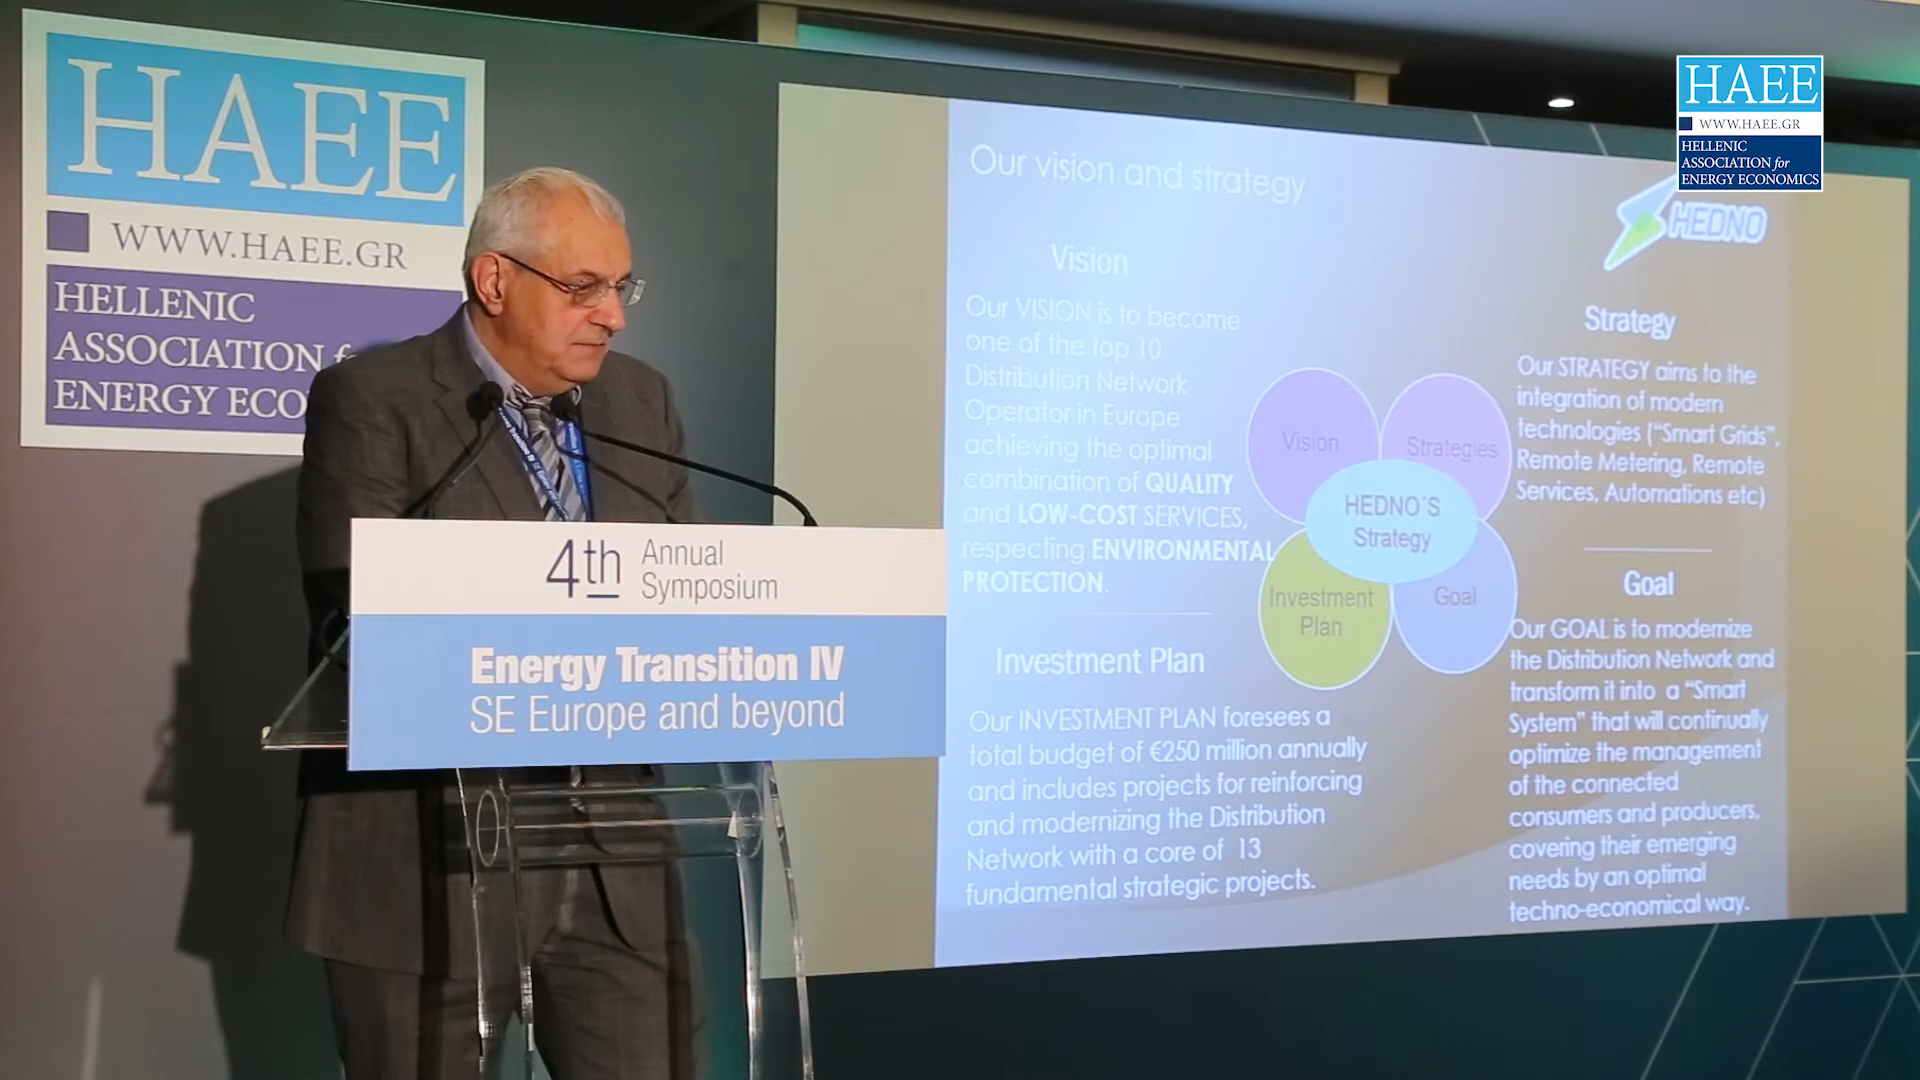 HAEE
WWW.HAEE.GR
HELLENIC
ASSOCIATION
ENERGY ECO
4th Annual
Symposium
Energy Transition IV
SE Europe and beyond
Our vision and strategy
HEDNO
Vision
Our VISION is to become
one of the top 10
Distribution Network
Operator in Europe
achieving the optimal
combination of QUALITY
and LOW-COST SERVICES,
respecting ENVIRONMENTAL
PROTECTION.
Investment Plan
Our INVESTMENT PLAN foresees a
total budget of €250 million annually
and includes projects for reinforcing
and modernizing the Distribution
Network with a core of 13
fundamental strategic projects.
Vision
Strategies
HEDNO´S
Strategy
Investment
Plan
Goal
Strategy
Our STRATEGY aims to the
integration of modern
technologies ("Smart Grids",
Remote Metering, Remote
Services, Automations etc)
Goal
Our GOAL is to modernize
the Distribution Network and
transform it into a "Smart
System" that will continually
optimize the management
of the connected
consumers and producers,
covering their emerging
needs by an optimal
techno-economical way.
HAEE
WWW.HAEE.GR
HELLENIC
ASSOCIATION for
ENERGY ECONOMICS